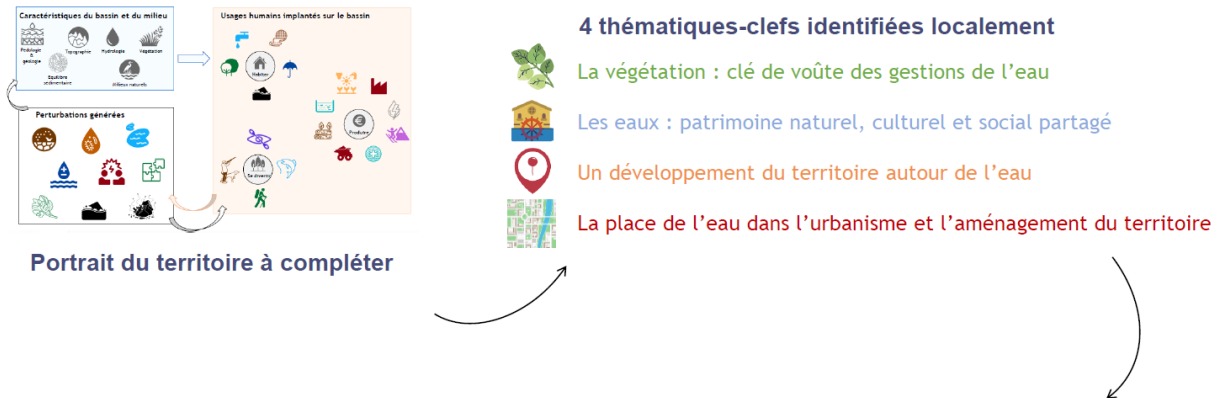 Caractéristiques du bassin et du milieu
Pédologie & géologie
Topographie
Hydrologie
Végétation
Équilibre sédimentaire
Milieux naturels
Usages humains implantés sur le bassin
Habiter
Produire
Se divertir
Perturbations générées
Portrait du territoire à compléter
4 thématiques-clefs identifiées localement
La végétation : clé de voûte des gestions de l’eau
Les eaux : patrimoine naturel, culturel et social partagé
Un développement du territoire autour de l’eau
La place de l’eau dans l’urbanisme et l’aménagement du territoire